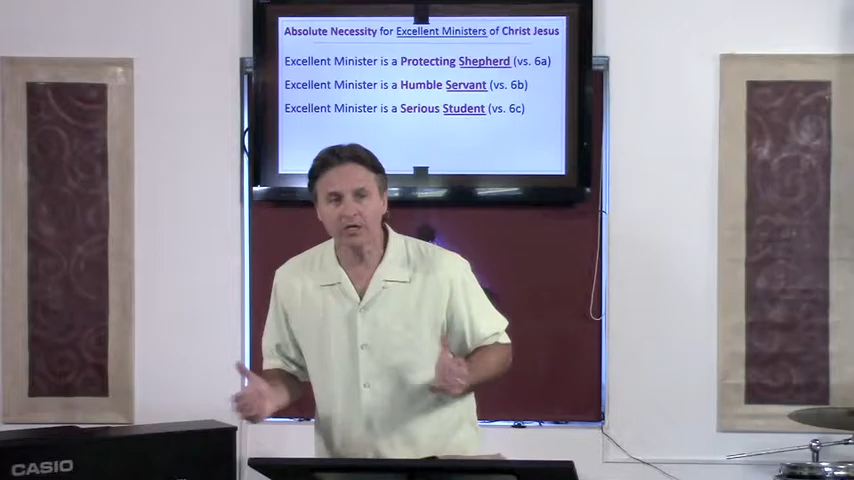 Absolute Necessity for Excellent Ministers of Christ Jesus
Excellent Minister is a Protecting Shepherd (vs. 6a)
Excellent Minister is a Humble Servant (vs. 6b)
Excellent Minister is a Serious Student (vs. 6c)
CASIO